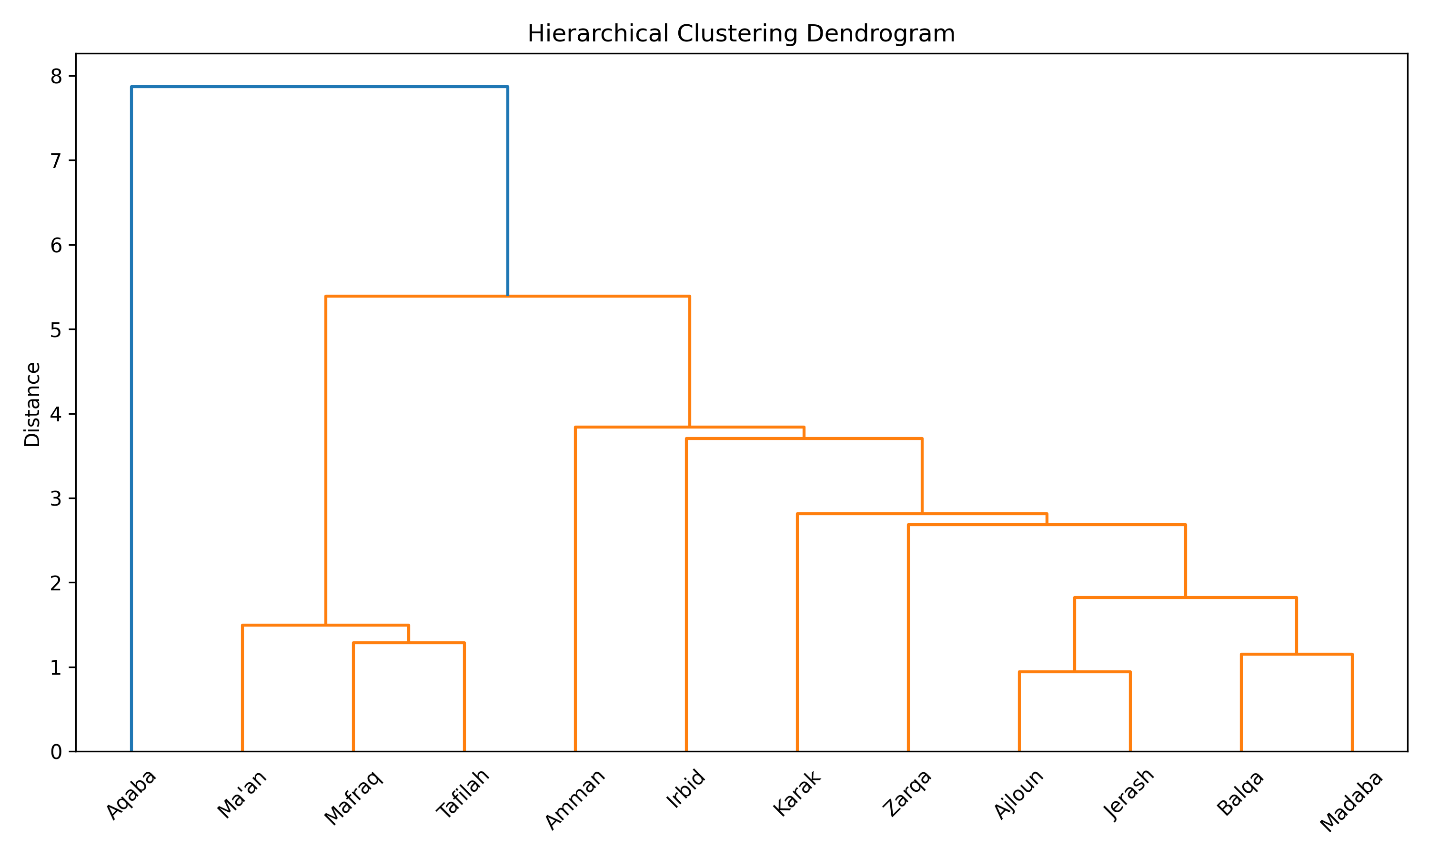 Hierarchical Clustering Dendrogram
8
7
6
5
4
3
2
1
0
Distance
Aqaba
Ma'an
Mafraq
Tafilah
Amman
Irbid
Karak
Zarqa
Ajloun
Jerash
Balqa
Madaba